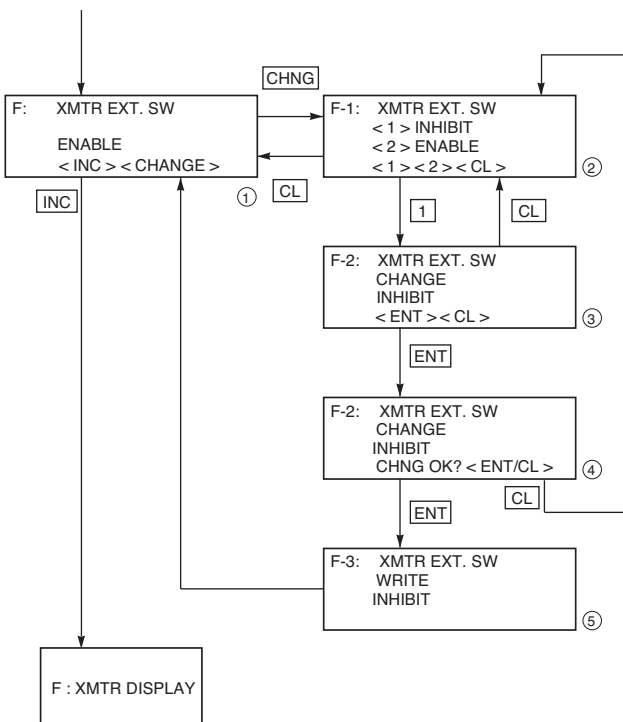 CHNG
F: XMTR EXT. SW
ENABLE
< INC > < CHANGE >
①
CL
INC
F-1: XMTR EXT. SW
< 1 > INHIBIT
< 2 > ENABLE
< 1 > < 2 > < CL >
②
1
CL
F-2: XMTR EXT. SW
CHANGE
INHIBIT
< ENT > < CL >
③
ENT
F-2: XMTR EXT. SW
CHANGE
INHIBIT
CHNG OK? < ENT/CL >
④
CL
ENT
F-3: XMTR EXT. SW
WRITE
INHIBIT
⑤
F : XMTR DISPLAY